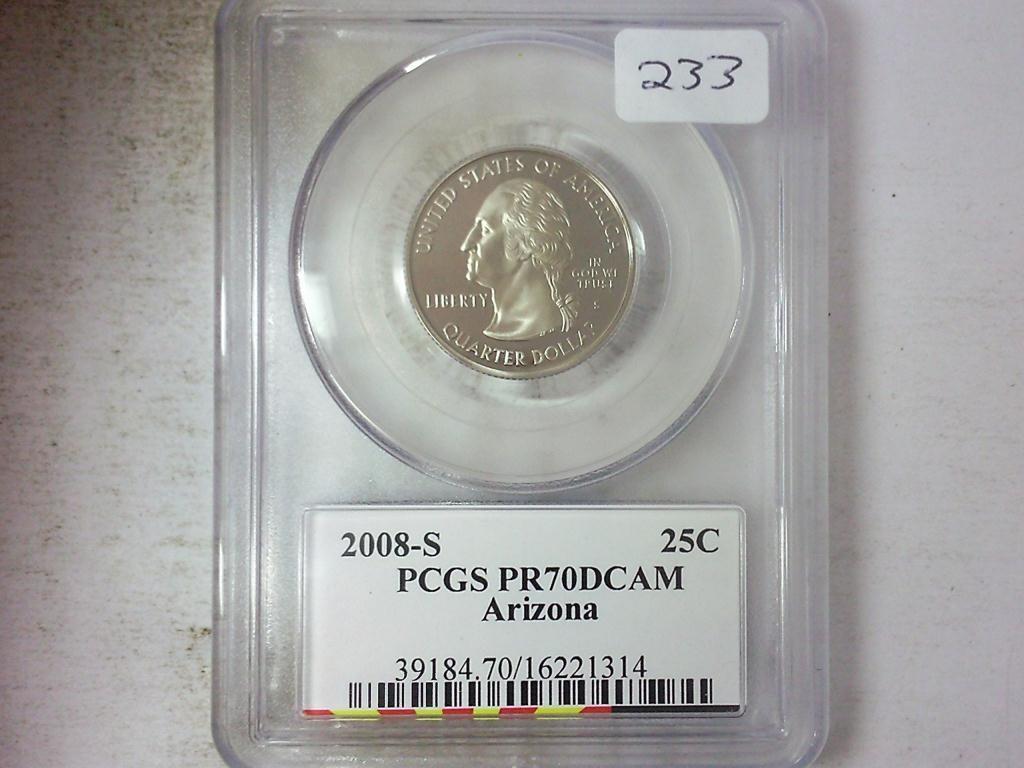 233
UNITED STATES OF AMERICA
IN
GOD WE
TRUST
LIBERTY
S
QUARTER DOLLAR
2008-S 25C
PCGS PR70DCAM
Arizona
39184.70/16221314